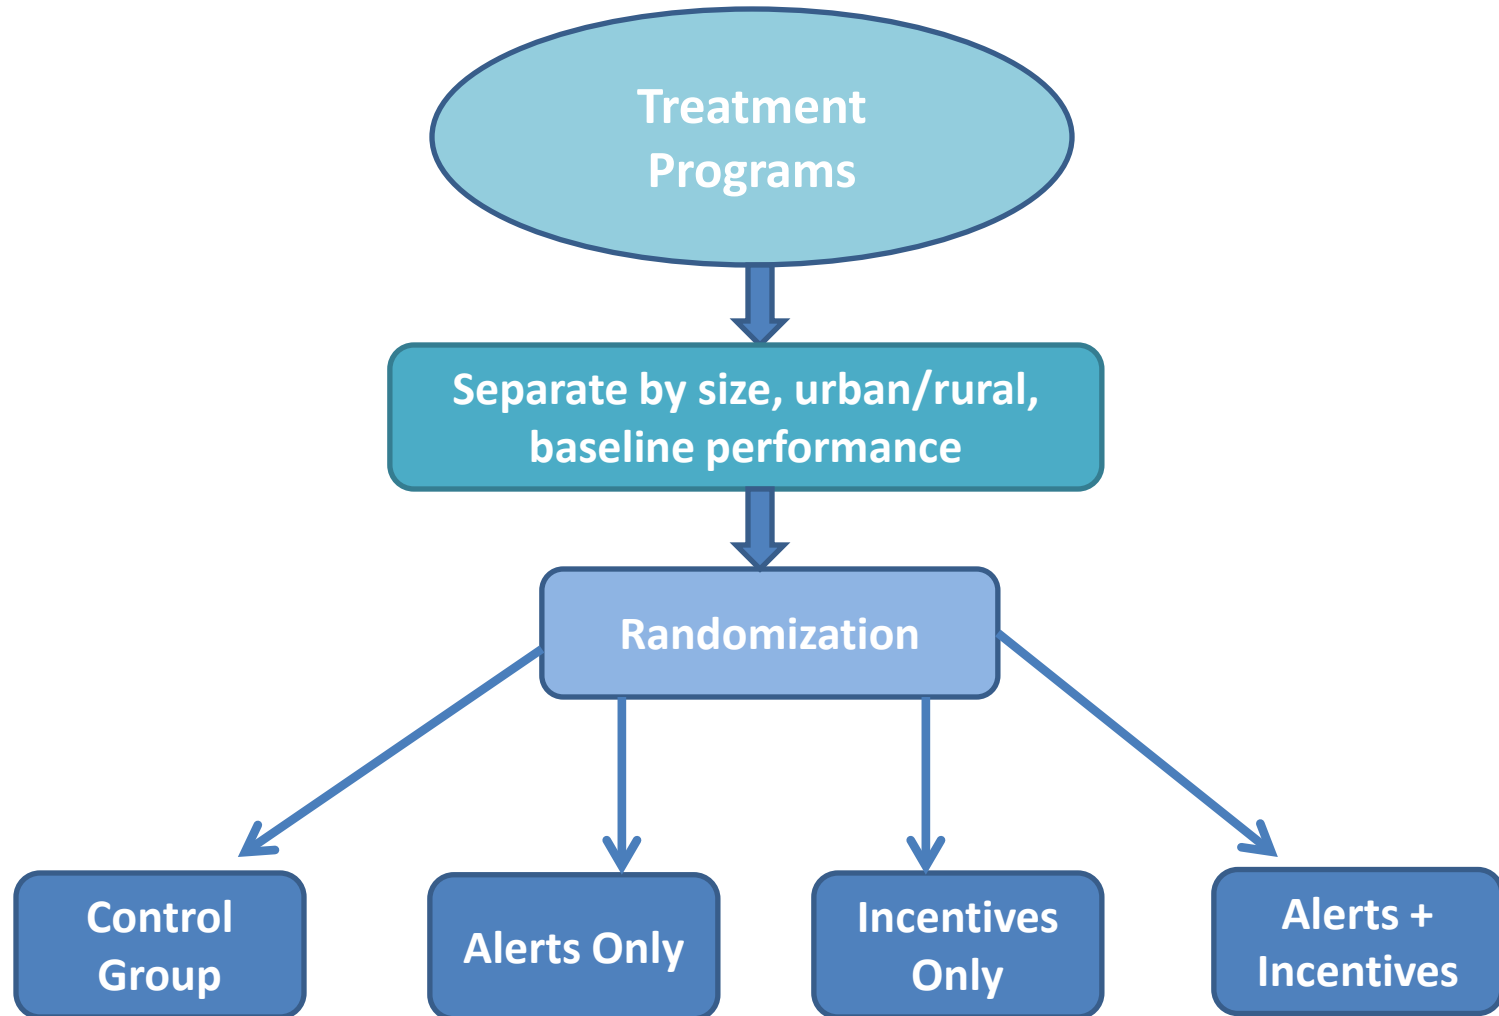 Treatment
Programs
Separate by size, urban/rural,
baseline performance
Randomization
Control
Group
Alerts Only
Incentives
Only
Alerts +
Incentives